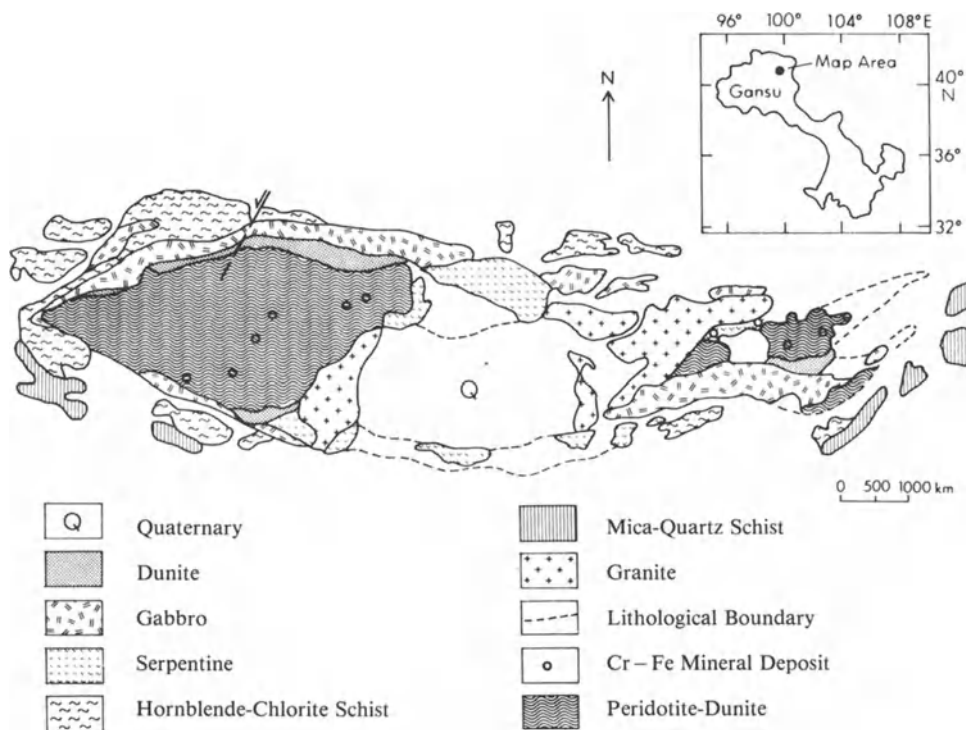 96° 100° 104° 108°E
Map Area
40°
N
Gansu
36°
32°
N
Q
0 500 1000 km
Q Quaternary
Dunite
Gabbro
Serpentine
Hornblende-Chlorite Schist
Mica-Quartz Schist
Granite
Lithological Boundary
Cr–Fe Mineral Deposit
Peridotite-Dunite